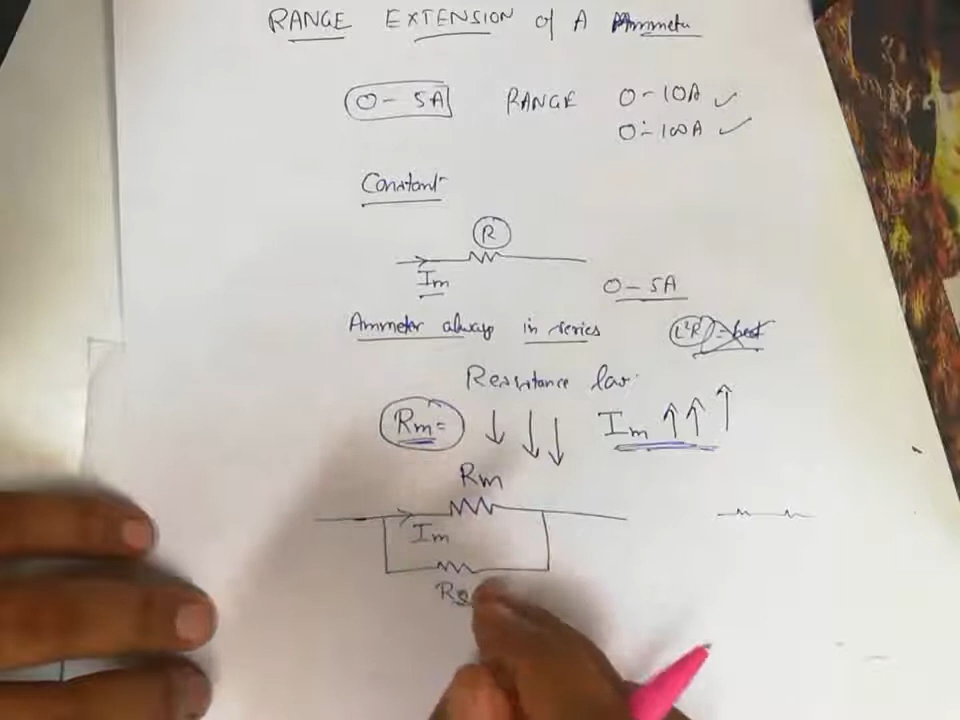 RANGE EXTENSION of A Ammeter
0 - 5A RANGE 0 - 10A
0 - 100A
Constant
R
Im
0 - 5A
Ammeter always in series
Resistance law
Rm = Im
Rm
Im